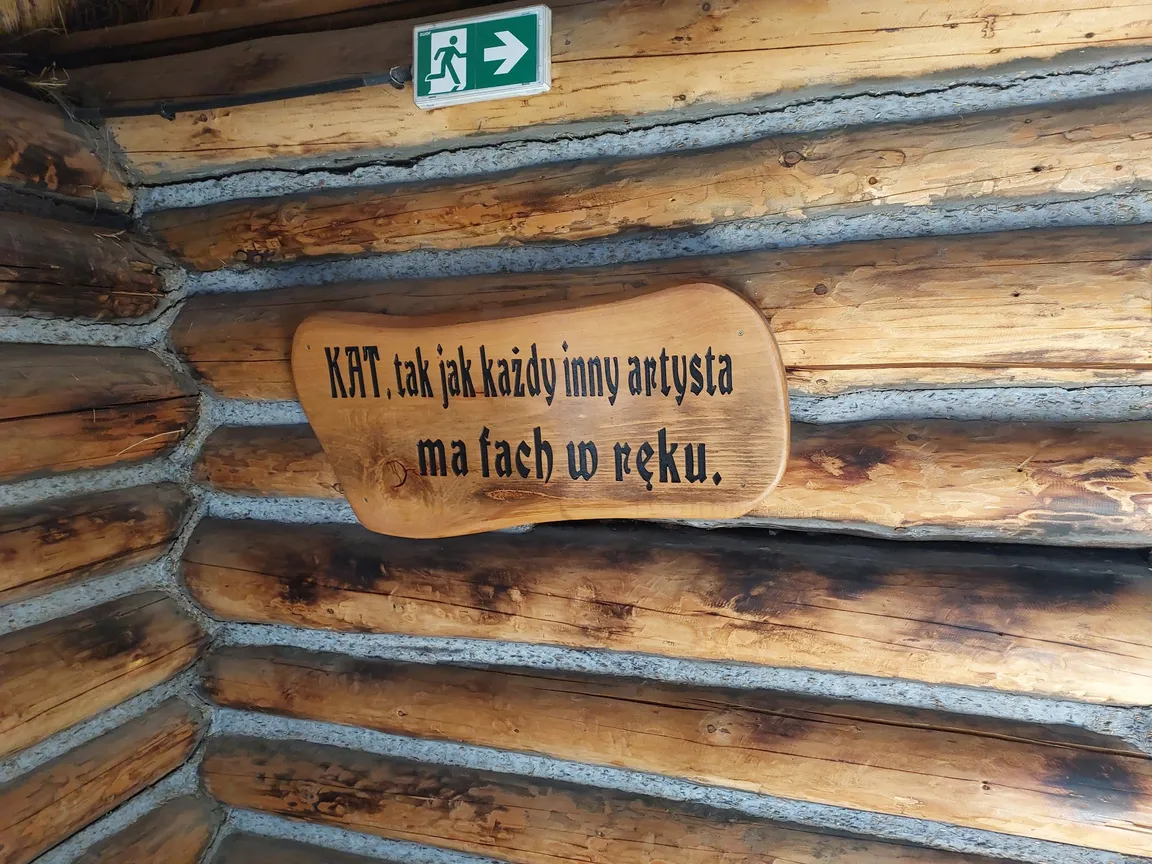 KAT, tak jak każdy inny artysta
ma fach w ręku.